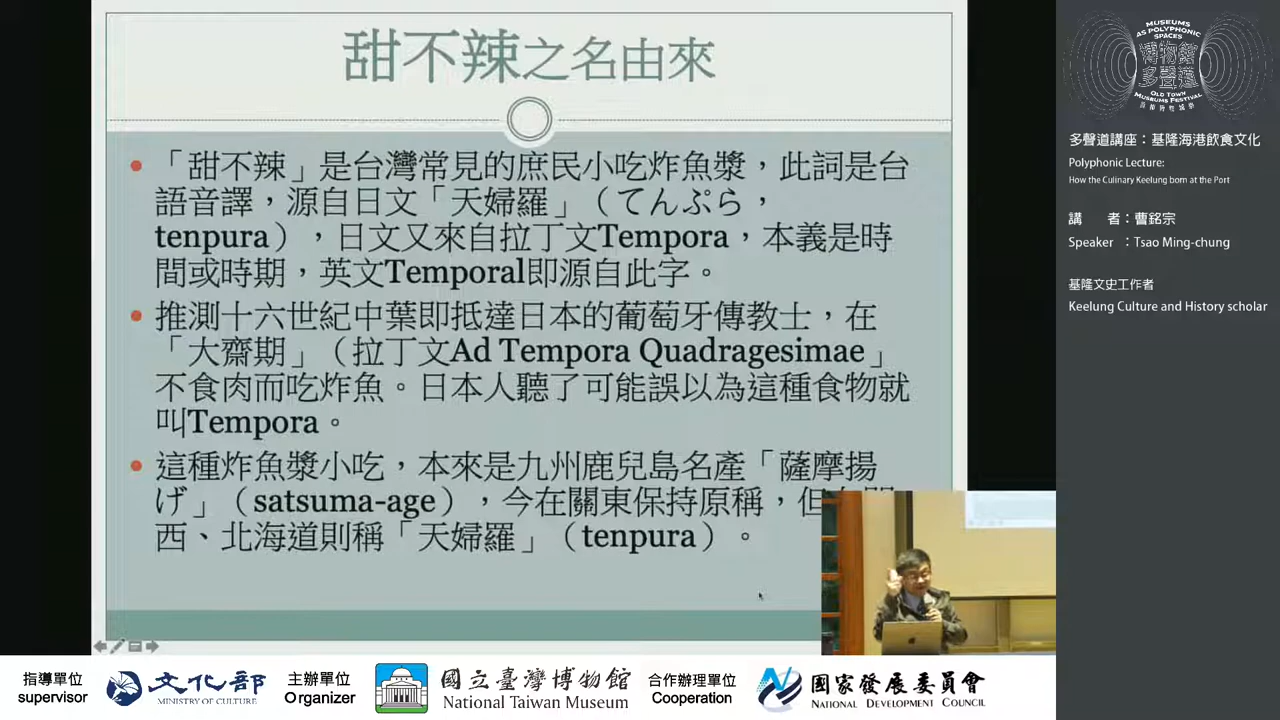 甜不辣之名由來
「甜不辣」是台灣常見的庶民小吃炸魚漿，此詞是台
語音譯，源自日文「天婦羅」（てんぷら，
tenpura），日文又來自拉丁文Tempora，本義是時
間或時期，英文Temporal即源自此字。
推測十六世紀中葉即抵達日本的葡萄牙傳教士，在
「大齋期」（拉丁文Ad Tempora Quadragesimae」
不食肉而吃炸魚。日本人聽了可能誤以為這種食物就
叫Tempora。
這種炸魚漿小吃，本來是九州鹿兒島名產「薩摩揚
げ」（satsuma-age），今在關東保持原稱，但
西、北海道則稱「天婦羅」（tenpura）。
MUSEUMS
AS POLYPHONIC
SPACES
博物館
多聲道
OLD TOWN
MUSEUMS FESTIVAL
多聲道講座：基隆海港飲食文化
Polyphonic Lecture:
How the Culinary Keelung born at the Port
講 者：曹銘宗
Speaker ：Tsao Ming-chung
基隆文史工作者
Keelung Culture and History scholar
指導單位
supervisor
文化部
MINISTRY OF CULTURE
主辦單位
Organizer
國立臺灣博物館
National Taiwan Museum
合作辦理單位
Cooperation
國家發展委員會
NATIONAL DEVELOPMENT COUNCIL